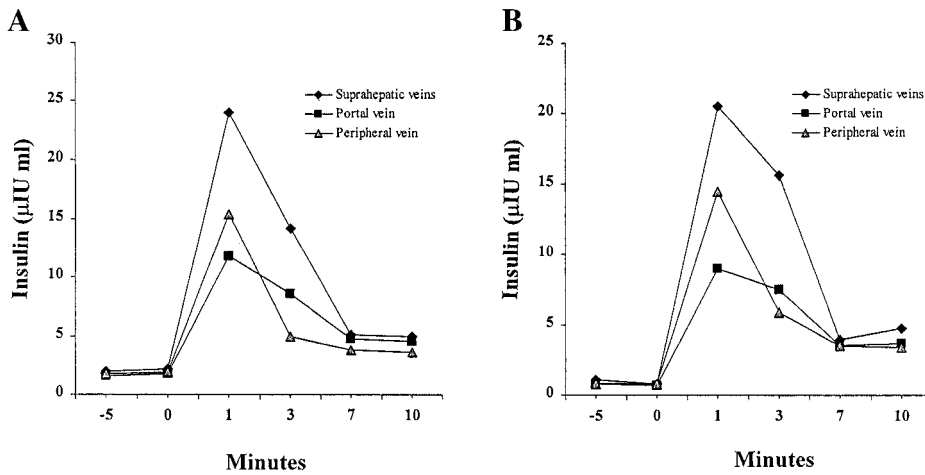 A
30
25
20
15
10
5
0
Insulin (μIU ml)
Suprahepatic veins
Portal vein
Peripheral vein
-5 0 1 3 7 10
Minutes
B
25
20
15
10
5
0
Insulin (μIU ml)
Suprahepatic veins
Portal vein
Peripheral vein
-5 0 1 3 7 10
Minutes